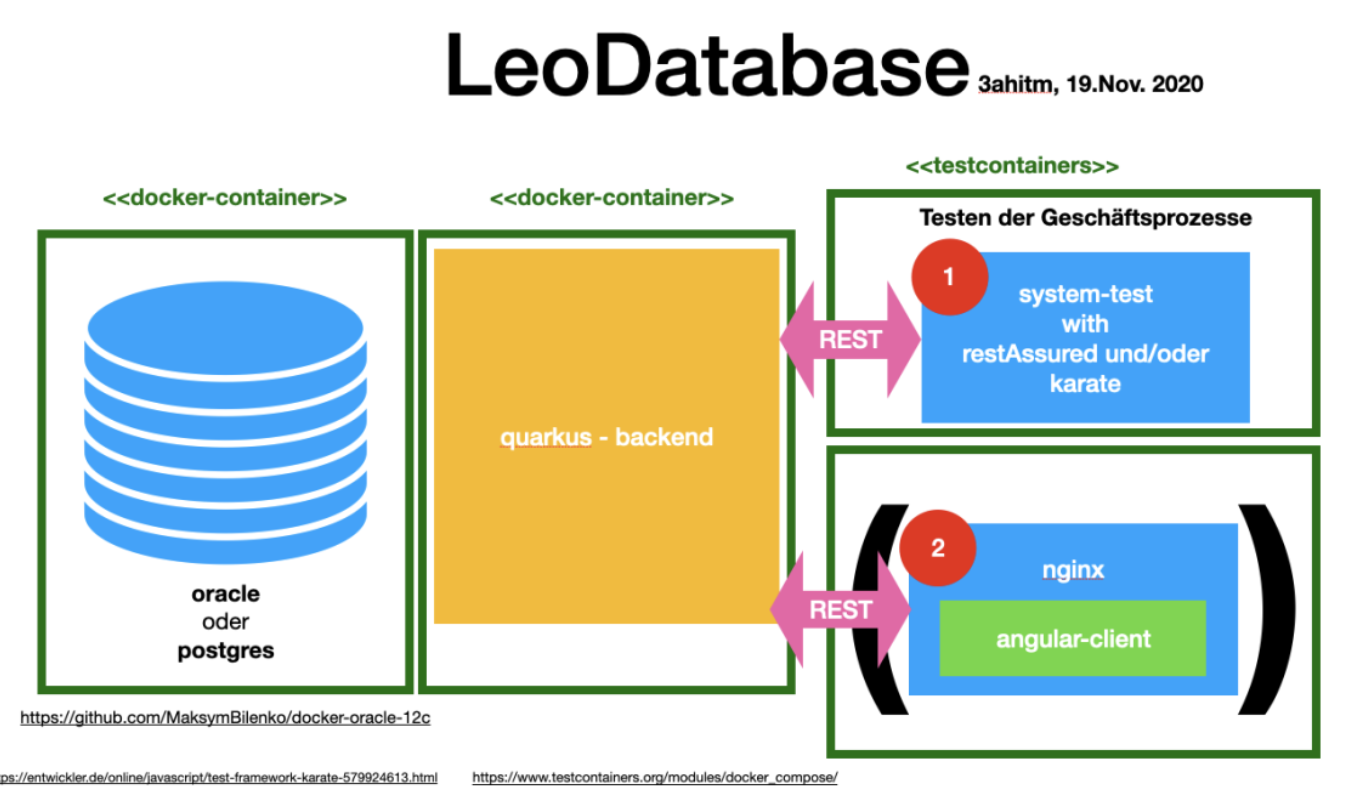 LeoDatabase 3ahitm, 19.Nov. 2020
<<testcontainers>>
<<docker-container>>
<<docker-container>>
Testen der Geschäftsprozesse
1
system-test
with
restAssured und/oder
karate
REST
quarkus - backend
2
nginx
REST
angular-client
oracle
oder
postgres
https://github.com/MaksymBilenko/docker-oracle-12c
ps://entwickler.de/online/javascript/test-framework-karate-579924613.html
https://www.testcontainers.org/modules/docker_compose/